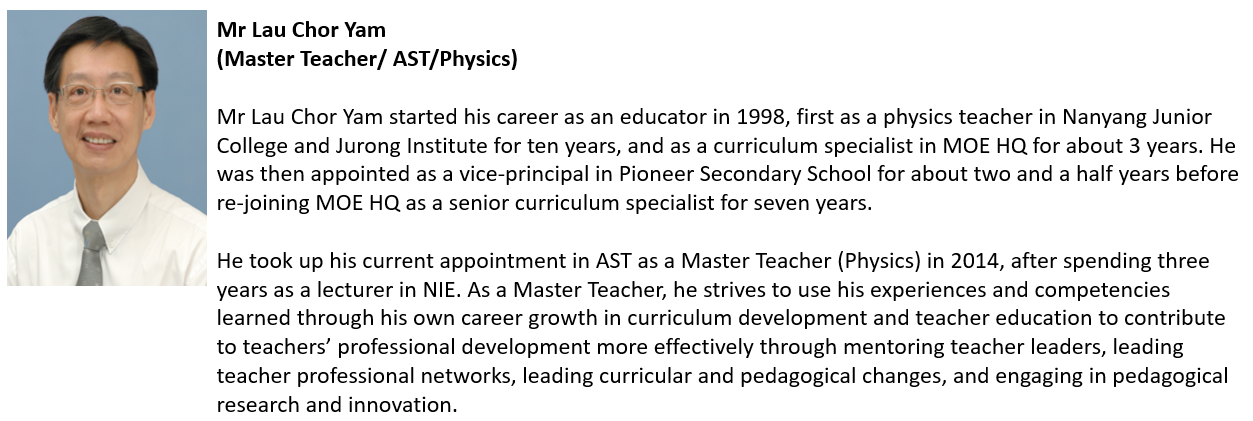 Mr Lau Chor Yam
(Master Teacher/ AST/Physics)
Mr Lau Chor Yam started his career as an educator in 1998, first as a physics teacher in Nanyang Junior
College and Jurong Institute for ten years, and as a curriculum specialist in MOE HQ for about 3 years. He
was then appointed as a vice-principal in Pioneer Secondary School for about two and a half years before
re-joining MOE HQ as a senior curriculum specialist for seven years.
He took up his current appointment in AST as a Master Teacher (Physics) in 2014, after spending three
years as a lecturer in NIE. As a Master Teacher, he strives to use his experiences and competencies
learned through his own career growth in curriculum development and teacher education to contribute
to teachers’ professional development more effectively through mentoring teacher leaders, leading
teacher professional networks, leading curricular and pedagogical changes, and engaging in pedagogical
research and innovation.